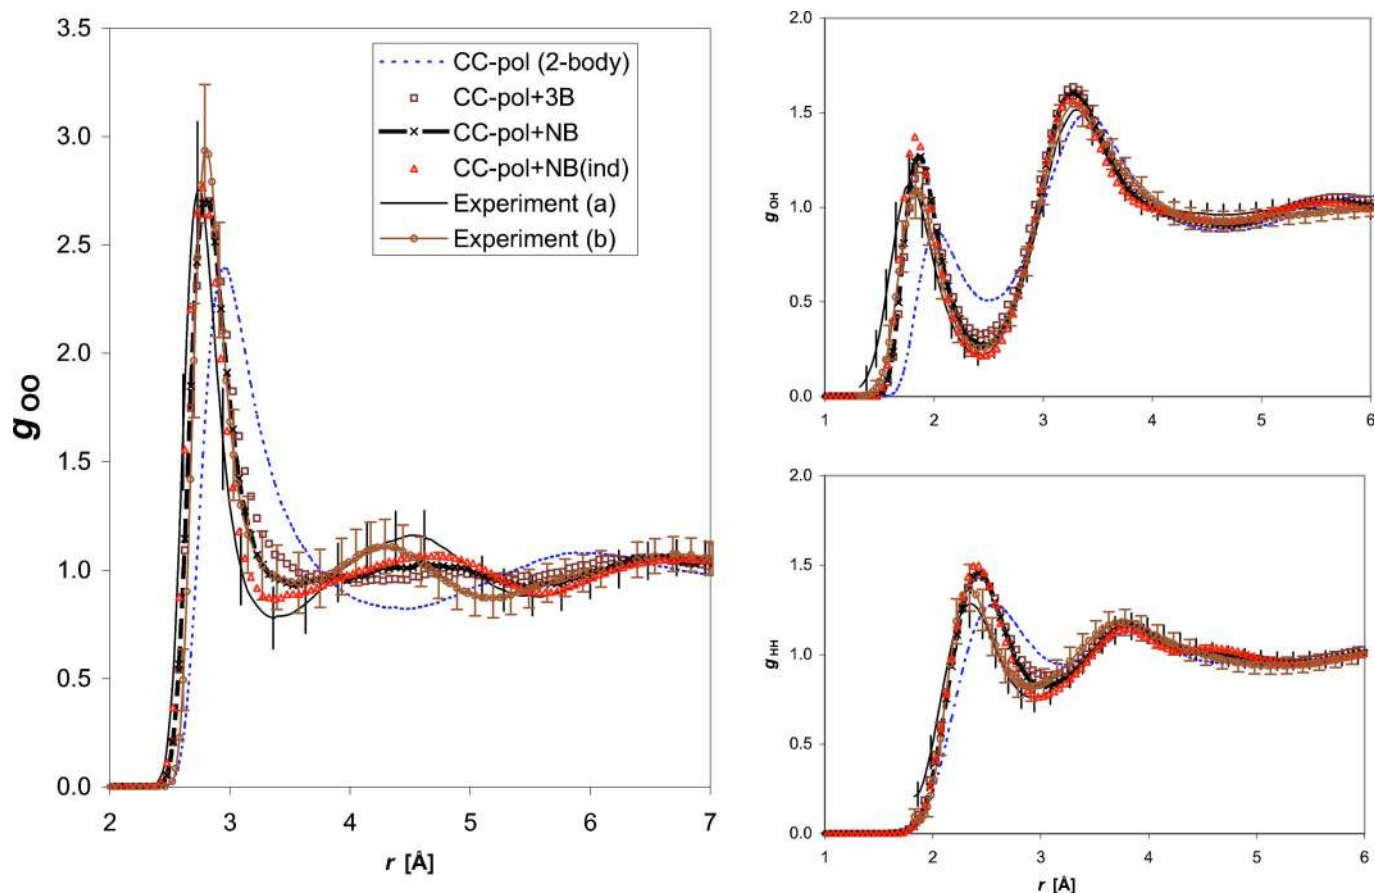 3.5
3.0
2.5
2.0
1.5
1.0
0.5
0.0
g OO
2 3 4 5 6 7
r [Å]
CC-pol (2-body)
CC-pol+3B
CC-pol+NB
CC-pol+NB(ind)
Experiment (a)
Experiment (b)
2.0
1.5
1.0
0.5
0.0
g OH
1 2 3 4 5 6
r [Å]
2.0
1.5
1.0
0.5
0.0
g HH
1 2 3 4 5 6
r [Å]